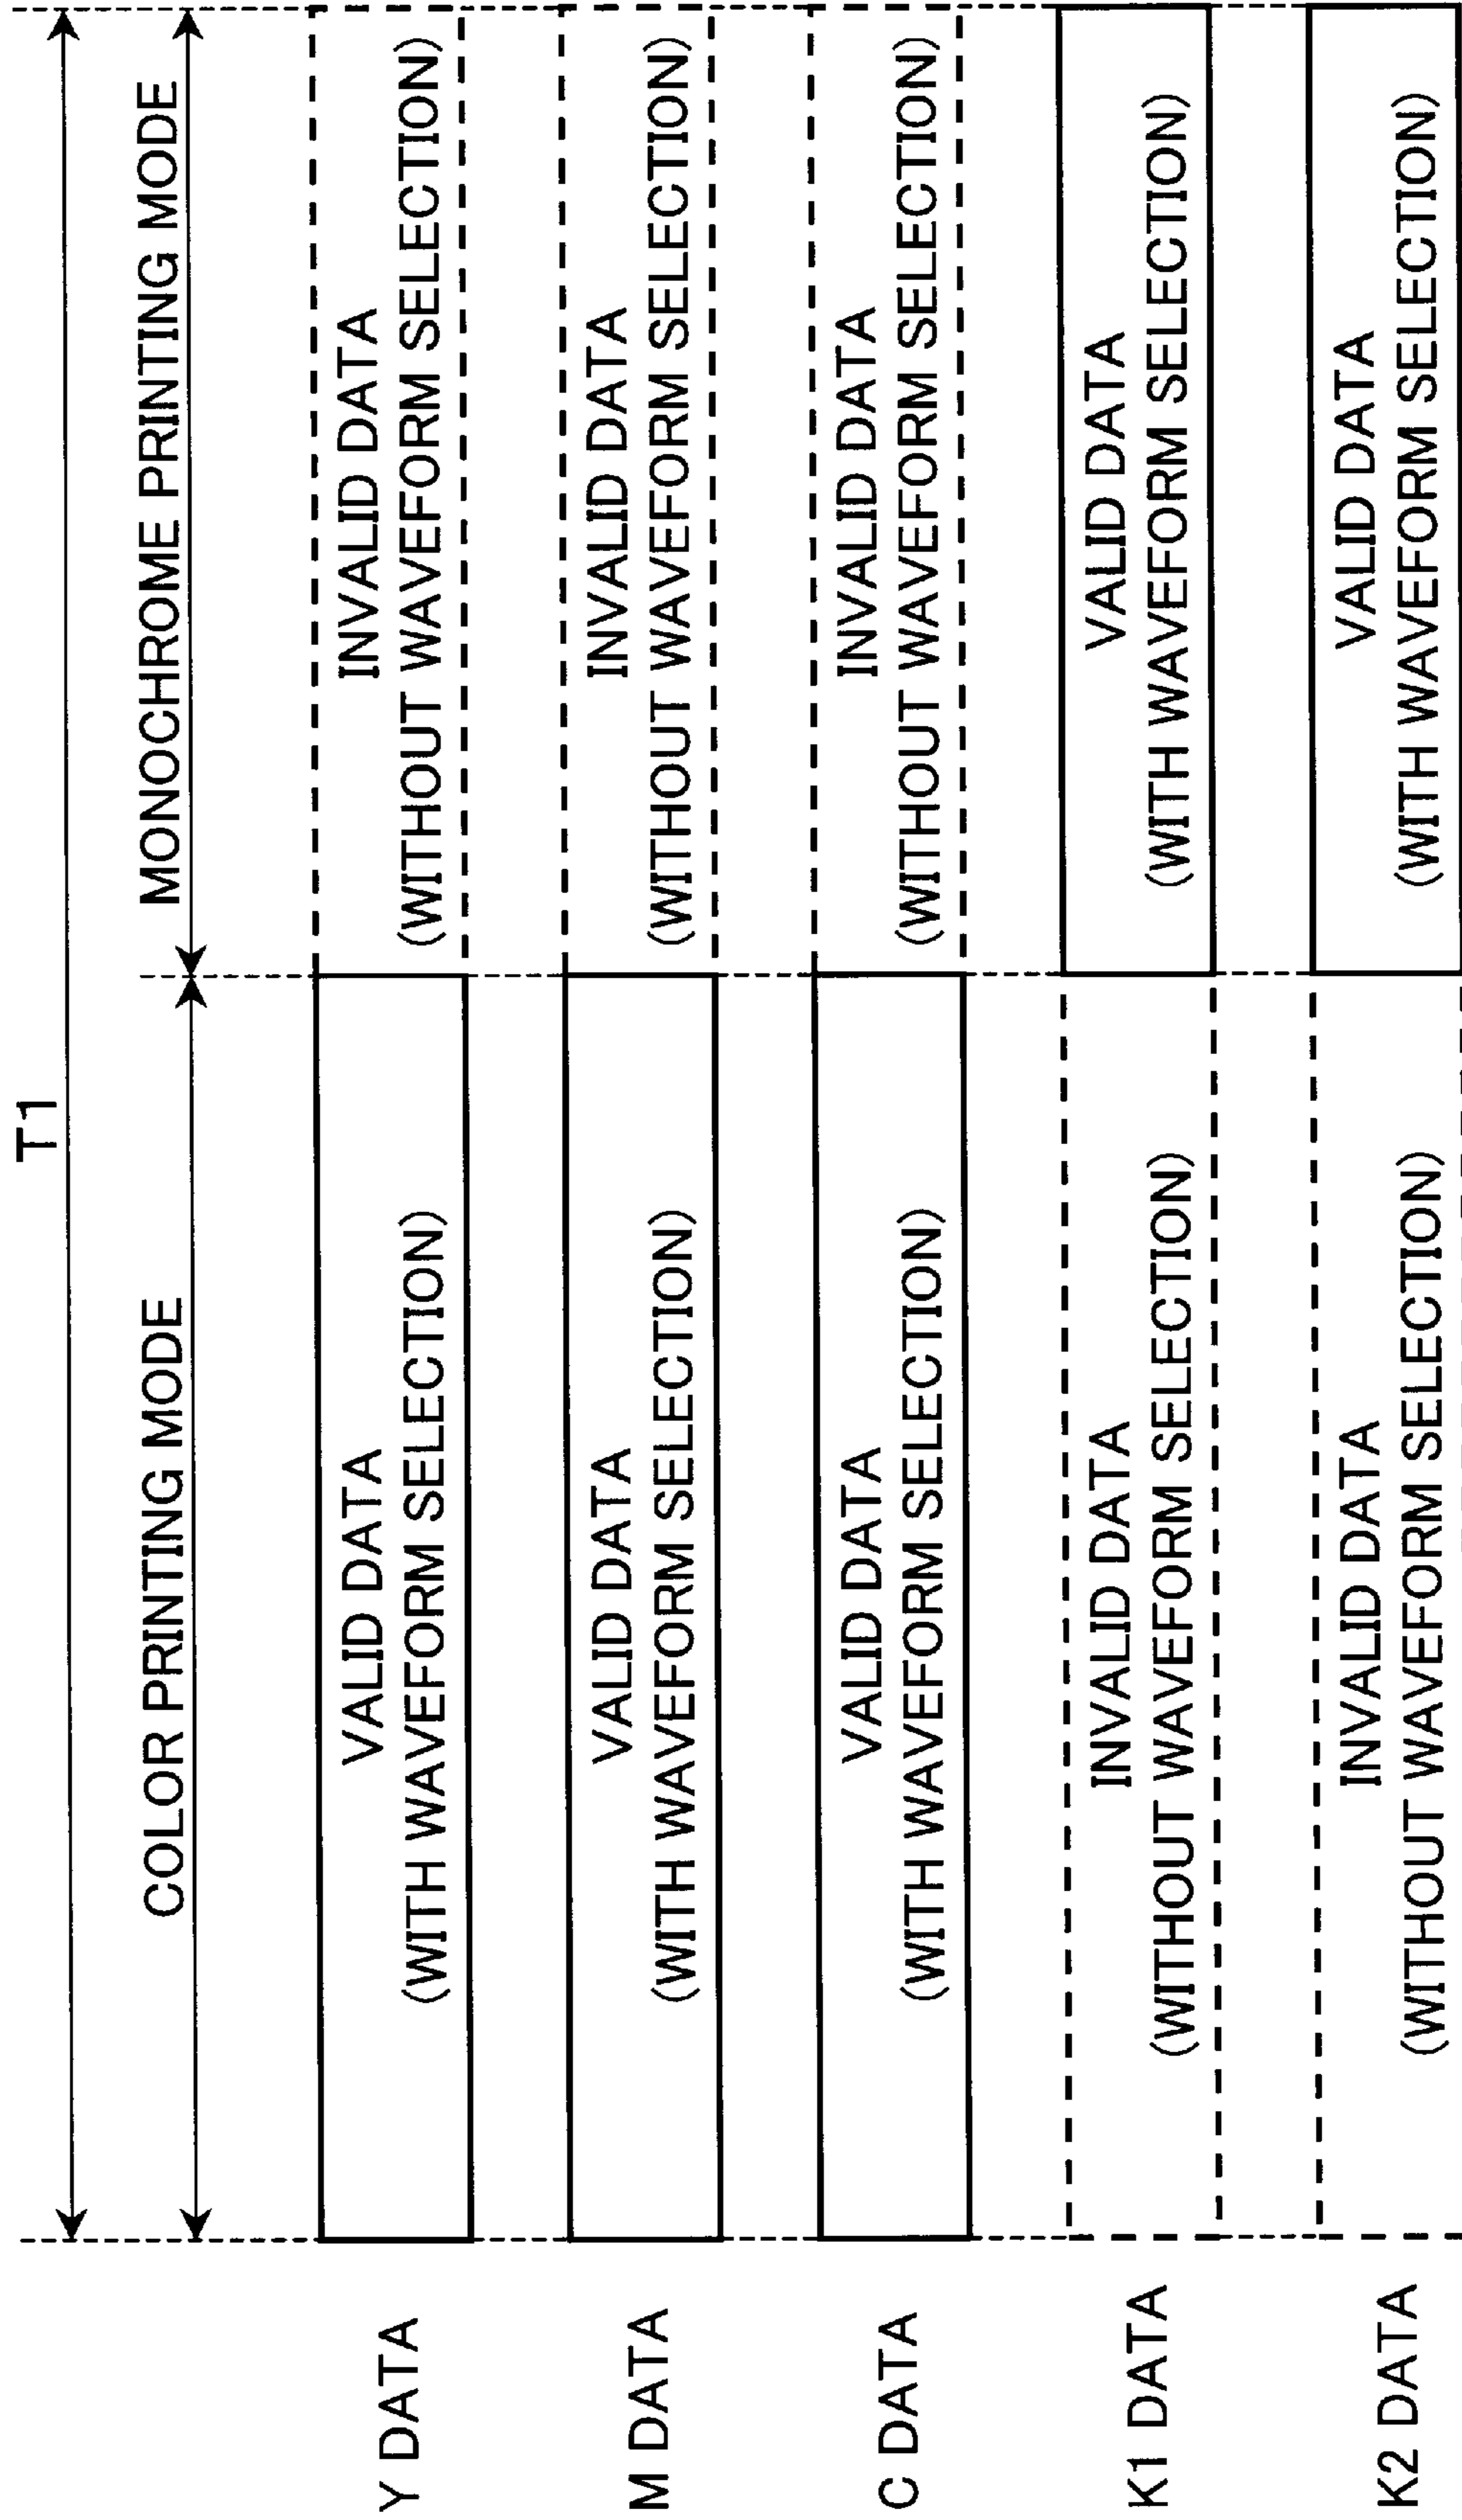 T1
COLOR PRINTING MODE
MONOCHROME PRINTING MODE
Y DATA
VALID DATA
(WITH WAVEFORM SELECTION)
INVALID DATA
(WITHOUT WAVEFORM SELECTION)
M DATA
VALID DATA
(WITH WAVEFORM SELECTION)
INVALID DATA
(WITHOUT WAVEFORM SELECTION)
C DATA
VALID DATA
(WITH WAVEFORM SELECTION)
INVALID DATA
(WITHOUT WAVEFORM SELECTION)
K1 DATA
INVALID DATA
(WITHOUT WAVEFORM SELECTION)
VALID DATA
(WITH WAVEFORM SELECTION)
K2 DATA
INVALID DATA
(WITHOUT WAVEFORM SELECTION)
VALID DATA
(WITH WAVEFORM SELECTION)